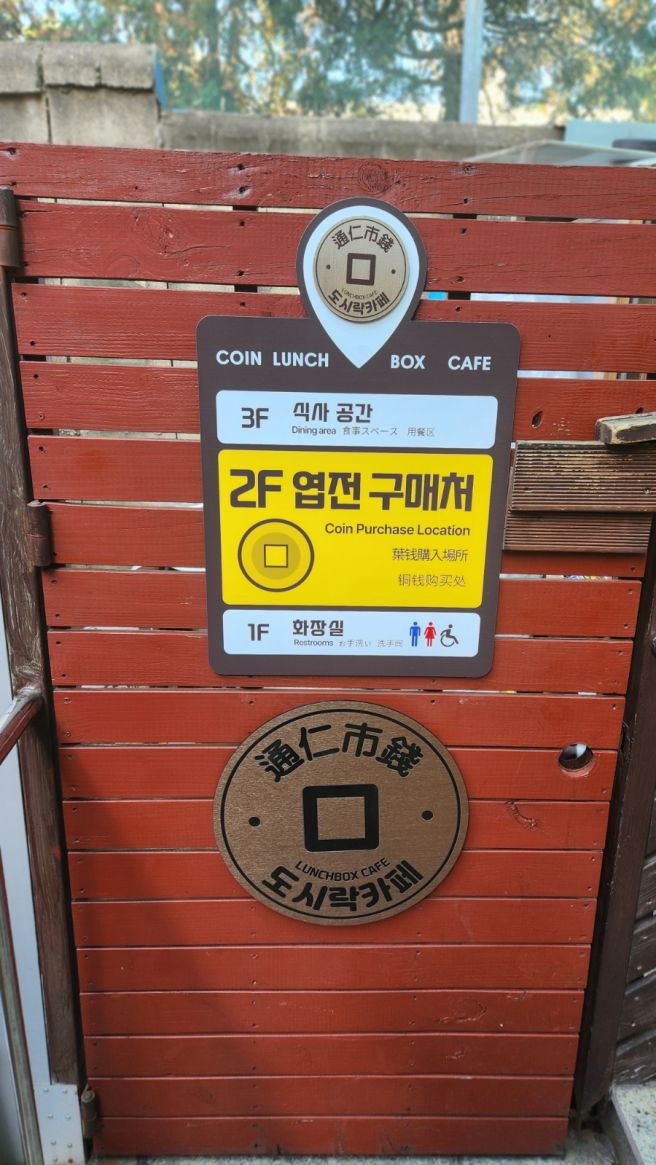 通仁市錢
LUNCHBOX CAFE
도시락카페
COIN LUNCH BOX CAFE
3F 식사 공간
Dining area 食事スペース 用餐区
2F 엽전 구매처
Coin Purchase Location
葉钱購入場所
铜钱购买处
1F 화장실
Restrooms お手洗い 洗手间
通仁市錢
LUNCHBOX CAFE
도시락카페